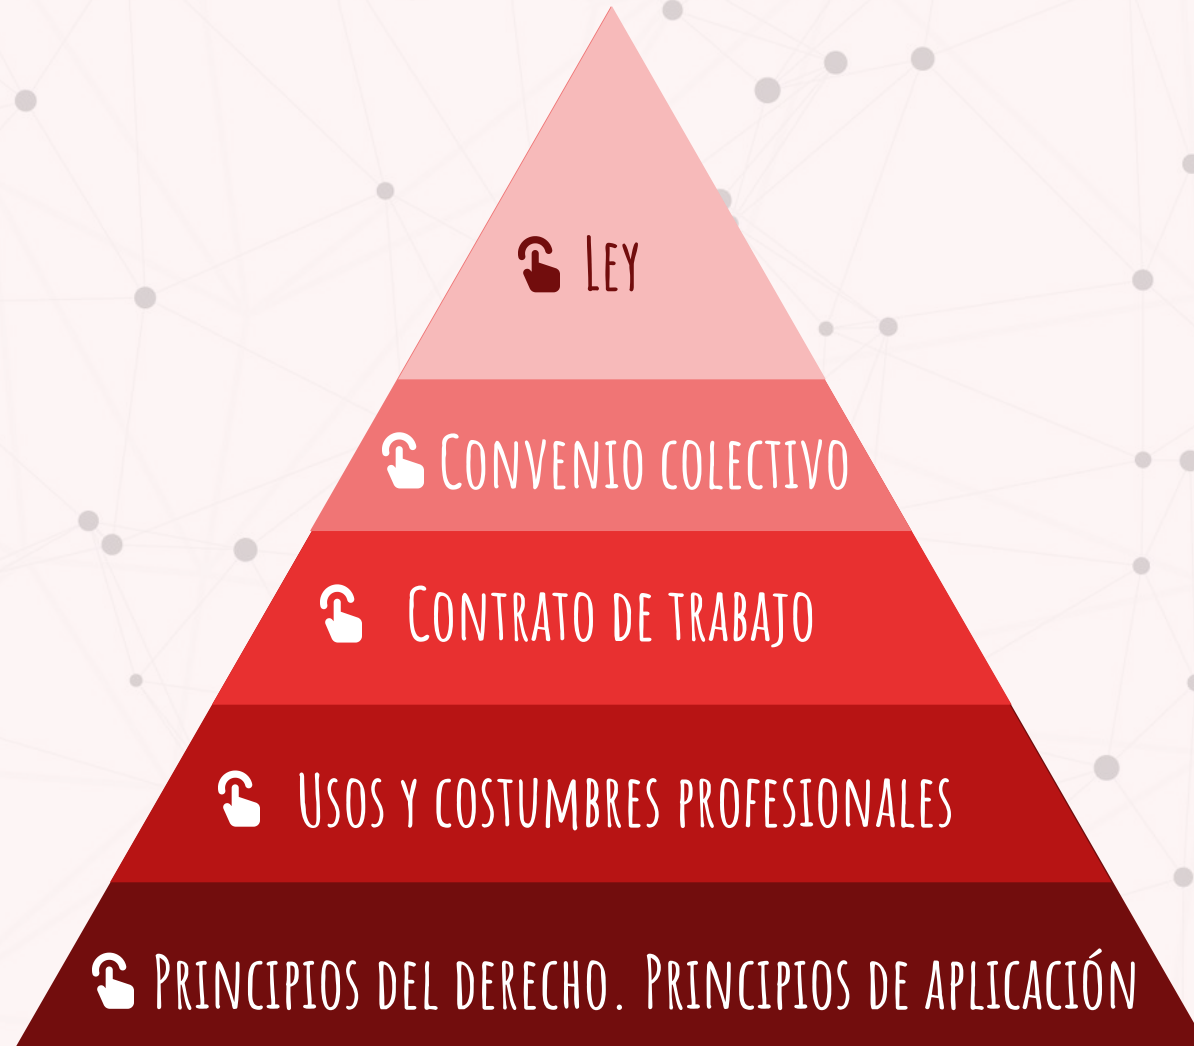 Ley
Convenio colectivo
Contrato de trabajo
Usos y costumbres profesionales
Principios del derecho. Principios de aplicación